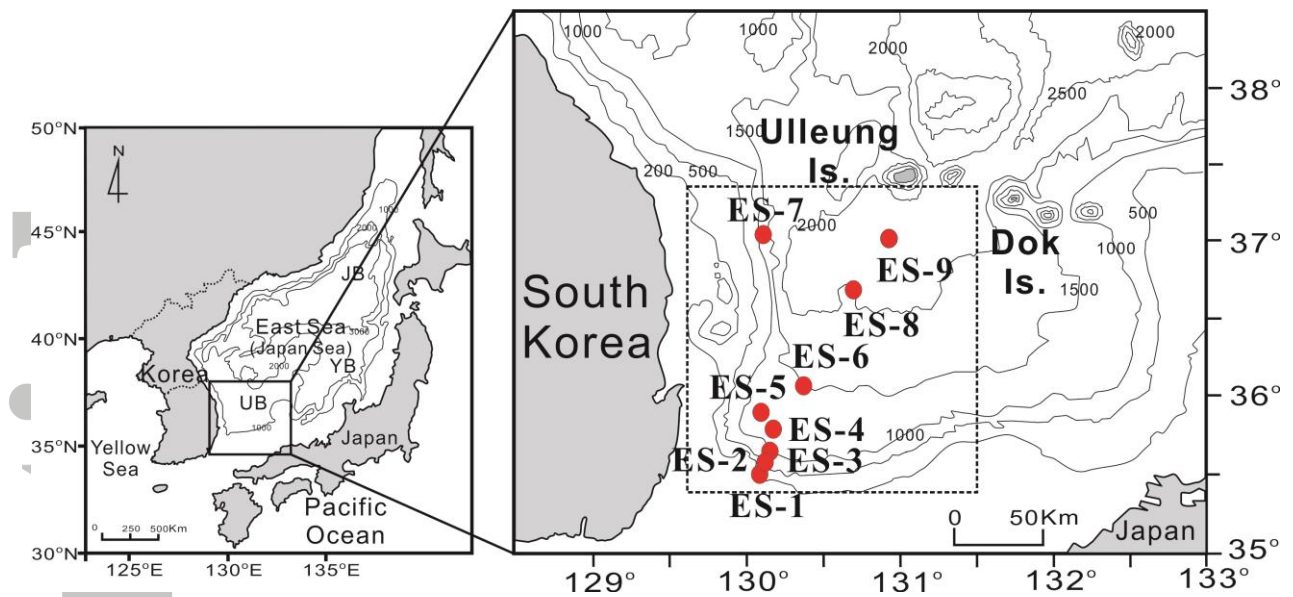 50°N
45°N
40°N
35°N
30°N
125°E
130°E
135°E
N
1000
2000
JB
East Sea
3000
(Japan Sea)
2000
YB
Korea
UB
1000
Japan
Yellow
Sea
Pacific
Ocean
0 250 500Km
1000
1000
2000
2000
2500
1500
Ulleung
Is.
200
500
ES-7
2000
ES-9
Dok
Is.
500
1000
1500
South
Korea
ES-8
ES-6
ES-5
ES-4
1000
ES-2
ES-3
ES-1
0 50Km
Japan
38°
37°
36°
35°
129°
130°
131°
132°
133°